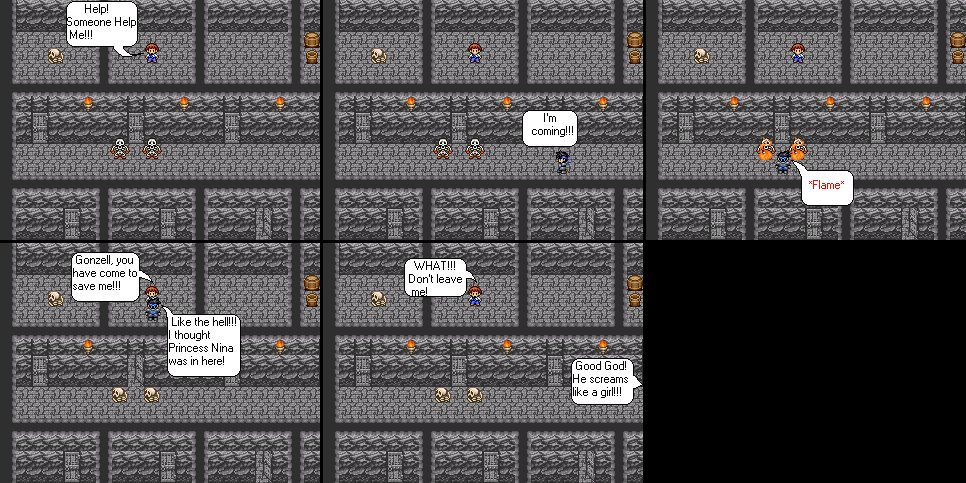 Help!
Someone Help
Me!!!
I'm
coming!!!
*Flame*
Gonzell, you
have come to
save me!!!
Like the hell!!!
I thought
Princess Nina
was in here!
WHAT!!!
Don't leave
me!
Good God!
He screams
like a girl!!!